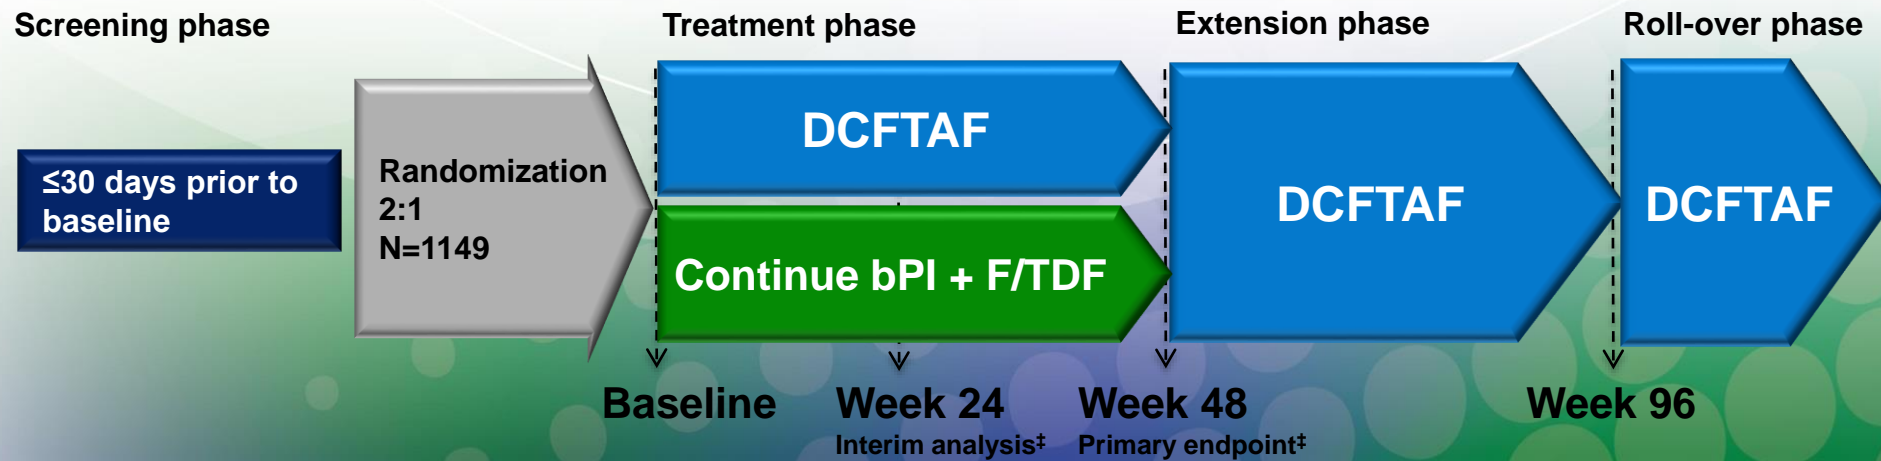 Screening phase
Treatment phase
Extension phase
Roll-over phase
≤30 days prior to
baseline
Randomization
2:1
N=1149
DCFTAF
Continue bPI + F/TDF
DCFTAF
DCFTAF
Baseline
Week 24
Interim analysis‡
Week 48
Primary endpoint‡
Week 96